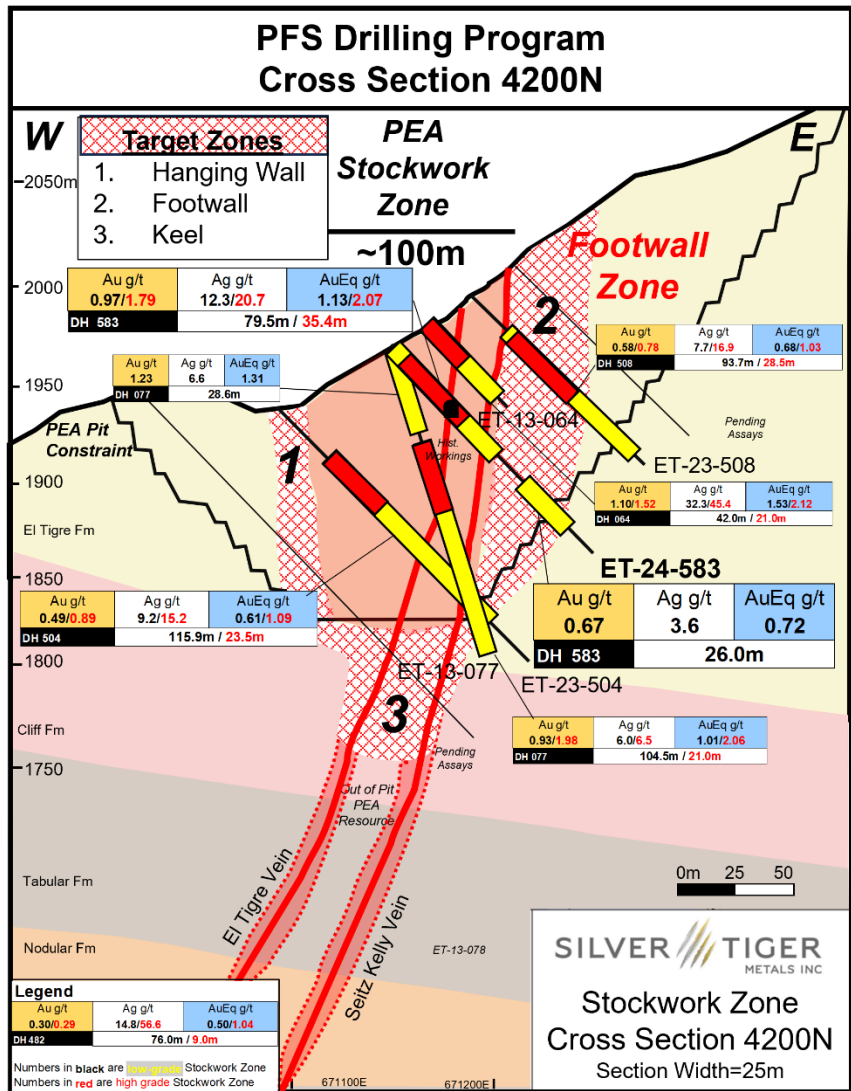 PFS Drilling Program
Cross Section 4200N
W
E
Target Zones
1. Hanging Wall
2. Footwall
3. Keel
PEA
Stockwork
Zone
~100m
Footwall
Zone
2050m
2000
1950
1900
1850
1800
1750
Au g/t Ag g/t AuEq g/t
0.97/1.79 12.3/20.7 1.13/2.07
DH 583 79.5m / 35.4m
Au g/t Ag g/t AuEq g/t
1.23 6.6 1.31
DH 077 28.6m
2
Au g/t Ag g/t AuEq g/t
0.58/0.78 7.7/16.9 0.68/1.03
DH 508 93.7m / 28.5m
PEA Pit
Constraint
1
Hist.
Workings
ET-13-064
Pending
Assays
ET-23-508
Au g/t Ag g/t AuEq g/t
1.10/1.52 32.3/45.4 1.53/2.12
DH 064 42.0m / 21.0m
El Tigre Fm
ET-24-583
Au g/t Ag g/t AuEq g/t
0.67 3.6 0.72
DH 583 26.0m
Au g/t Ag g/t AuEq g/t
0.49/0.89 9.2/15.2 0.61/1.09
DH 504 115.9m / 23.5m
ET-13-077
ET-23-504
3
Cliff Fm
Pending
Assays
Au g/t Ag g/t AuEq g/t
0.93/1.98 6.0/6.5 1.01/2.06
DH 077 104.5m / 21.0m
Out of Pit
PEA
Resource
El Tigre Vein
Seitz Kelly Vein
Tabular Fm
Nodular Fm
ET-13-078
0m 25 50
Legend
Au g/t Ag g/t AuEq g/t
0.30/0.29 14.8/56.6 0.50/1.04
DH 482 76.0m / 9.0m
Numbers in black are low-grade Stockwork Zone
Numbers in red are high grade Stockwork Zone
671100E
671200E
SILVER TIGER
METALS INC
Stockwork Zone
Cross Section 4200N
Section Width=25m